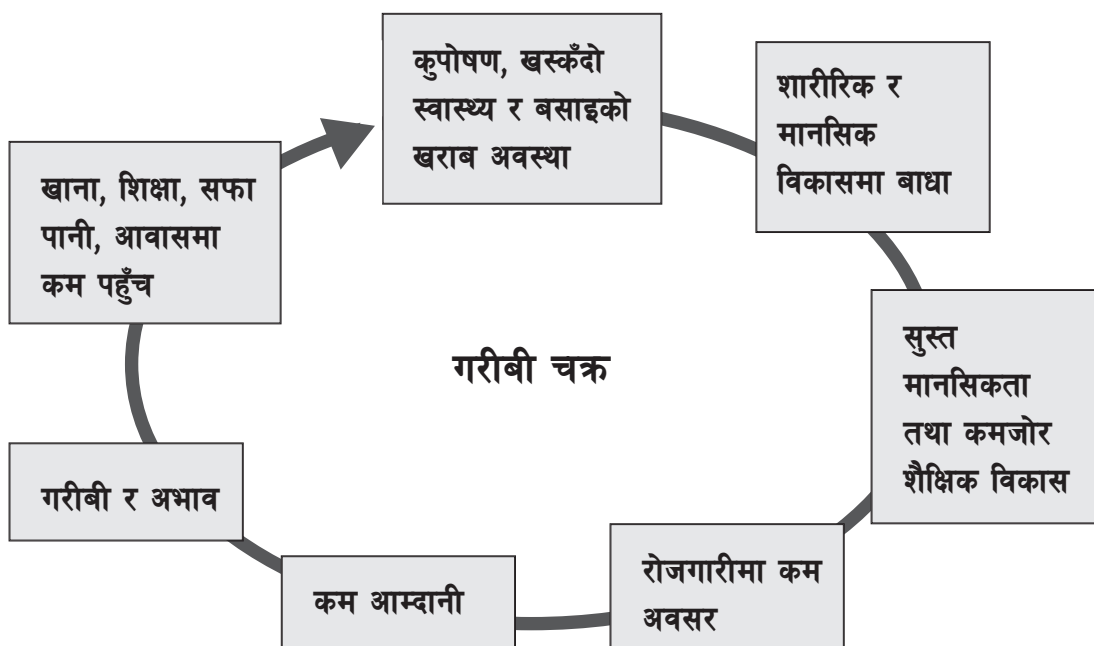 कुपोषण, खस्कँदो
स्वास्थ्य र बसाइको
खराब अवस्था
शारीरिक र
मानसिक
विकासमा बाधा
सुस्त
मानसिकता
तथा कमजोर
शैक्षिक विकास
रोजगारीमा कम
अवसर
कम आम्दानी
गरीबी र अभाव
खाना, शिक्षा, सफा
पानी, आवासमा
कम पहुँच
गरीबी चक्र